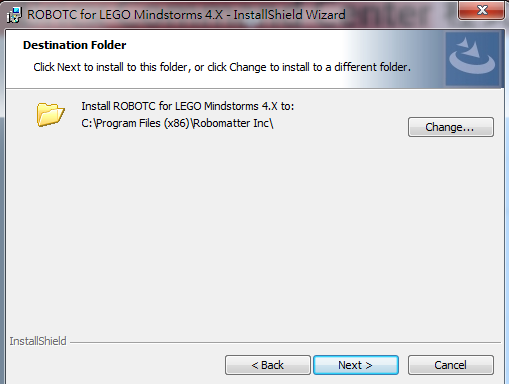 ROBOTC for LEGO Mindstorms 4.X - InstallShield Wizard
Destination Folder
Click Next to install to this folder, or click Change to install to a different folder.
Install ROBOTC for LEGO Mindstorms 4.X to:
C:\Program Files (x86)\Robomatter Inc\
Change...
InstallShield
< Back
Next >
Cancel